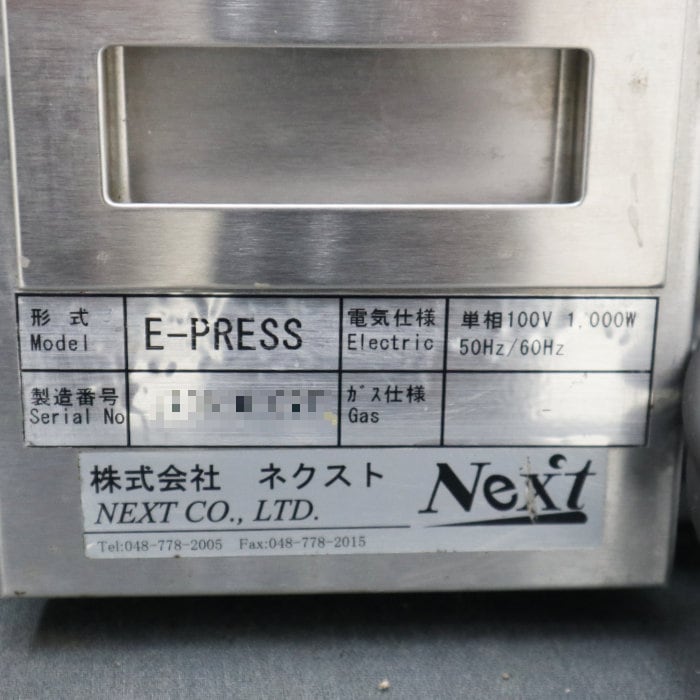 形式
Model
E-PRESS
電気仕様
Electric
単相100V 1,000W
50Hz/60Hz
製造番号
Serial No
ガス仕様
Gas
株式会社 ネクスト
NEXT CO., LTD.
Next
Tel:048-778-2005 Fax:048-778-2015